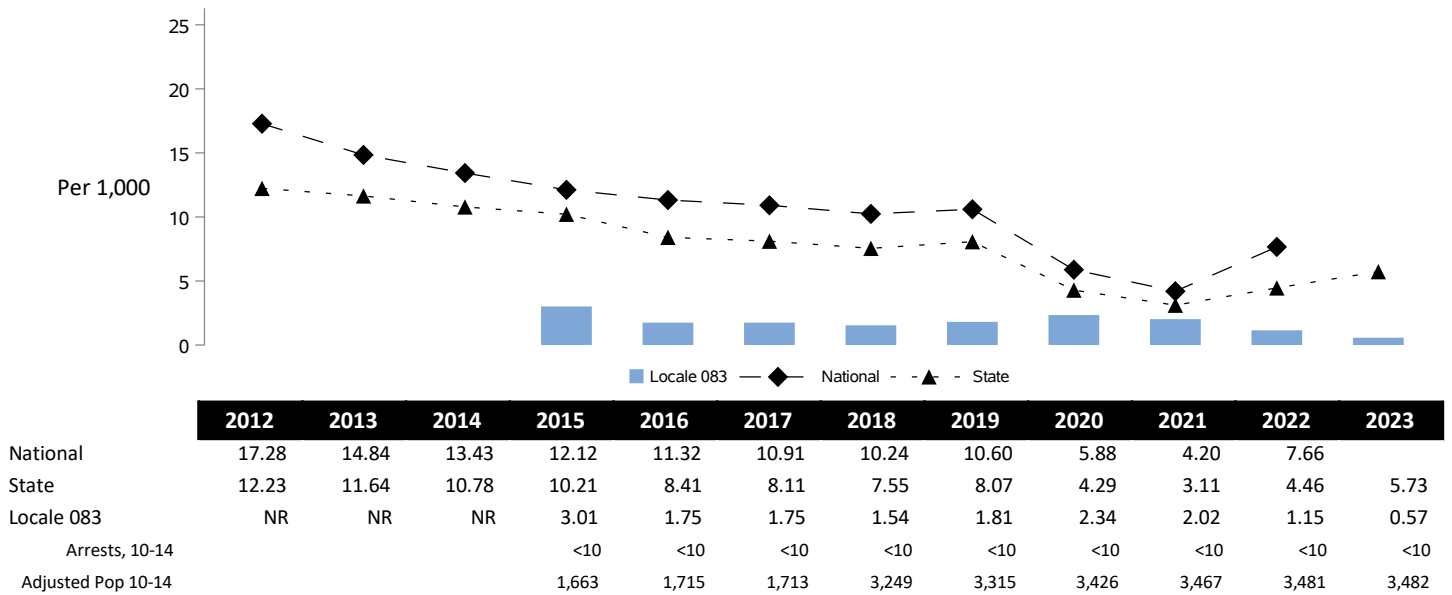 25
20
15
Per 1,000
10
5
0
Locale 083 National State
2012 2013 2014 2015 2016 2017 2018 2019 2020 2021 2022 2023
National 17.28 14.84 13.43 12.12 11.32 10.91 10.24 10.60 5.88 4.20 7.66
State 12.23 11.64 10.78 10.21 8.41 8.11 7.55 8.07 4.29 3.11 4.46 5.73
Locale 083 NR NR NR 3.01 1.75 1.75 1.54 1.81 2.34 2.02 1.15 0.57
Arrests, 10-14 <10 <10 <10 <10 <10 <10 <10 <10 <10
Adjusted Pop 10-14 1,663 1,715 1,713 3,249 3,315 3,426 3,467 3,481 3,482